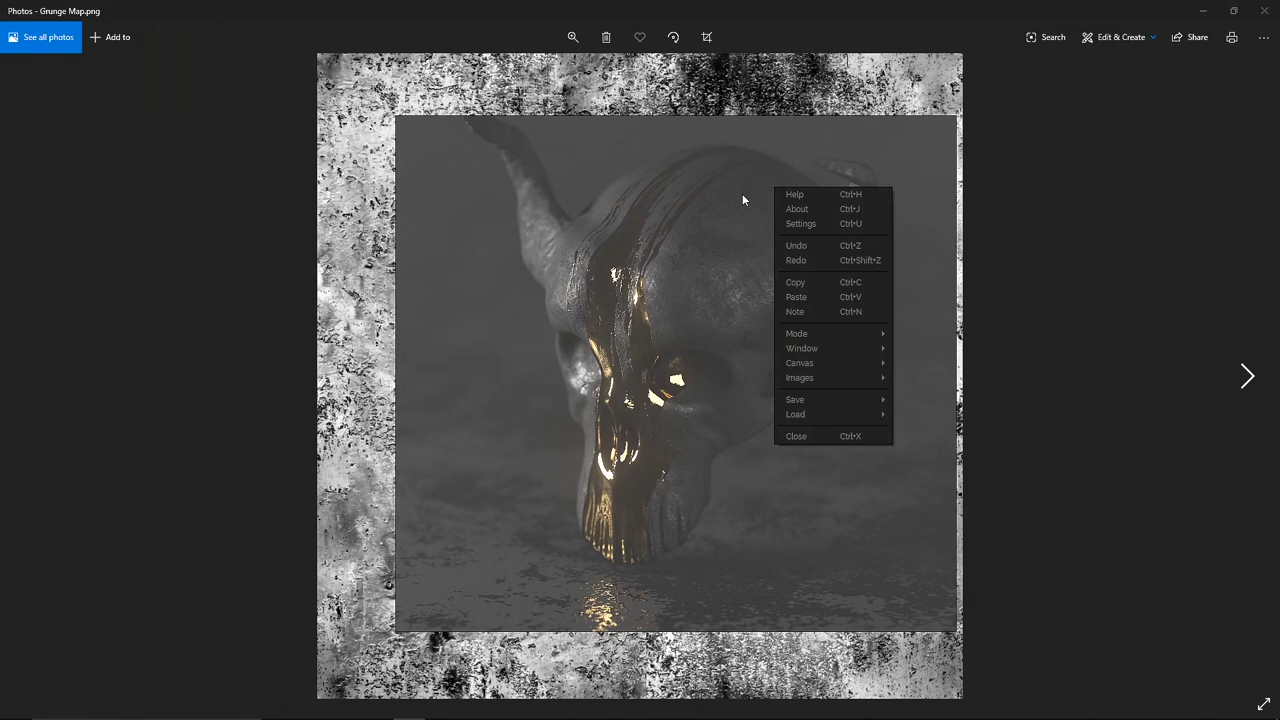 Photos - Grunge Map.png
See all photos
Add to
Search
Edit & Create
Share
Help Ctrl+H
About Ctrl+J
Settings Ctrl+U
Undo Ctrl+Z
Redo Ctrl+Shift+Z
Copy Ctrl+C
Paste Ctrl+V
Note Ctrl+N
Mode
Window
Canvas
Images
Save
Load
Close Ctrl+X